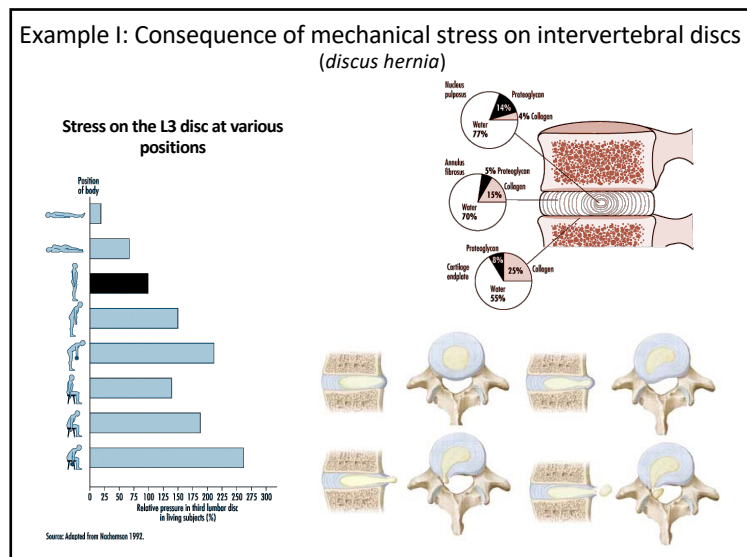 Example I: Consequence of mechanical stress on intervertebral discs
(discus hernia)
Stress on the L3 disc at various
positions
Position
of body
0 25 50 75 100 125 150 175 200 225 250 275 300
Relative pressure in third lumbar disc
in living subjects (%)
Source: Adapted from Nachemson 1992.
Nucleus
pulposus
Proteoglycan
14%
4% Collagen
Water
77%
Annulus
fibrosus
5% Proteoglycan
Collagen
15%
Water
70%
Proteoglycan
8%
Cartilage
endplate
25%
Collagen
Water
55%